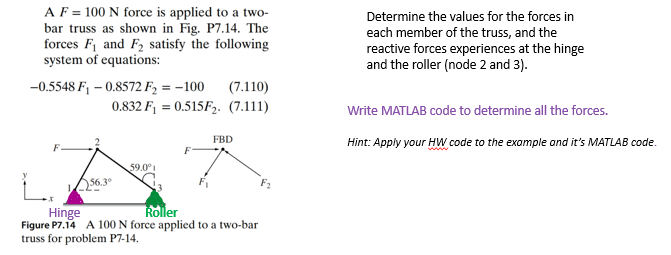 A F = 100 N force is applied to a two-
bar truss as shown in Fig. P7.14. The
forces F₁ and F₂ satisfy the following
system of equations:
−0.5548 F₁ − 0.8572 F₂ = −100 (7.110)
0.832 F₁ = 0.515F₂. (7.111)
F
2
y
1
56.3°
59.0°
3
x
Hinge
Roller
FBD
F
F₁
F₂
Figure P7.14 A 100 N force applied to a two-bar
truss for problem P7-14.
Determine the values for the forces in
each member of the truss, and the
reactive forces experiences at the hinge
and the roller (node 2 and 3).
Write MATLAB code to determine all the forces.
Hint: Apply your HW code to the example and it's MATLAB code.